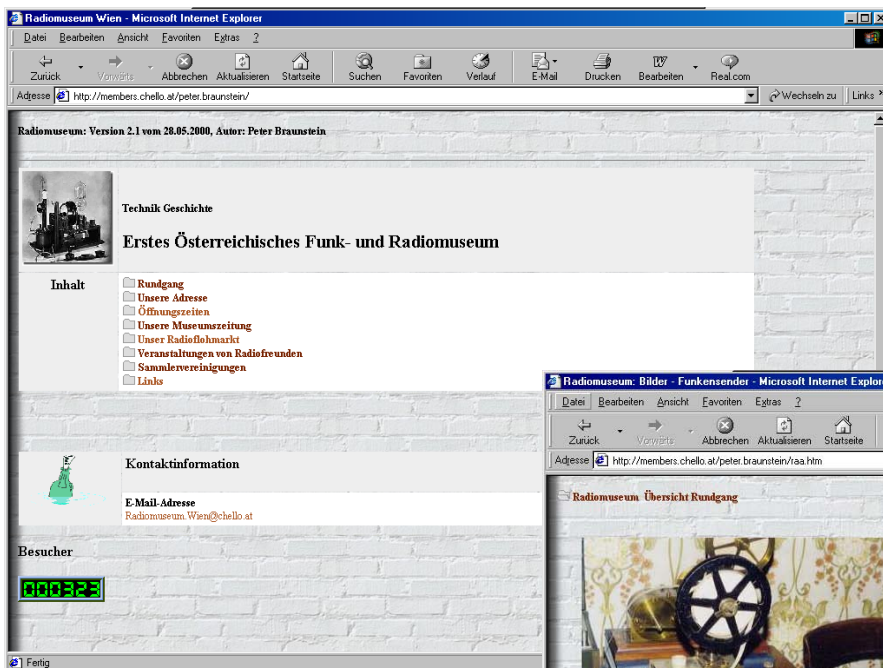 Radiomuseum Wien - Microsoft Internet Explorer
Datei Bearbeiten Ansicht Favoriten Extras ?
Zurück Vorwärts Abbrechen Aktualisieren Startseite Suchen Favoriten Verlauf E-Mail Drucken Bearbeiten Real.com
Adresse http://members.chello.at/peter.braunstein/ Wechseln zu Links »
Radiomuseum: Version 2.1 vom 28.05.2000, Autor: Peter Braunstein
Technik Geschichte
Erstes Österreichisches Funk- und Radiomuseum
Inhalt
Rundgang
Unsere Adresse
Öffnungszeiten
Unsere Museumszeitung
Unser Radioflohmarkt
Veranstaltungen von Radiofreunden
Sammlervereinigungen
Links
Kontaktinformation
E-Mail-Adresse
Radiomuseum.Wien@chello.at
Besucher
000323
Fertig
Radiomuseum: Bilder - Funkensender - Microsoft Internet Explore
Datei Bearbeiten Ansicht Favoriten Extras ?
Zurück Vorwärts Abbrechen Aktualisieren Startseite
Adresse http://members.chello.at/peter.braunstein/raa.htm
Radiomuseum Übersicht Rundgang